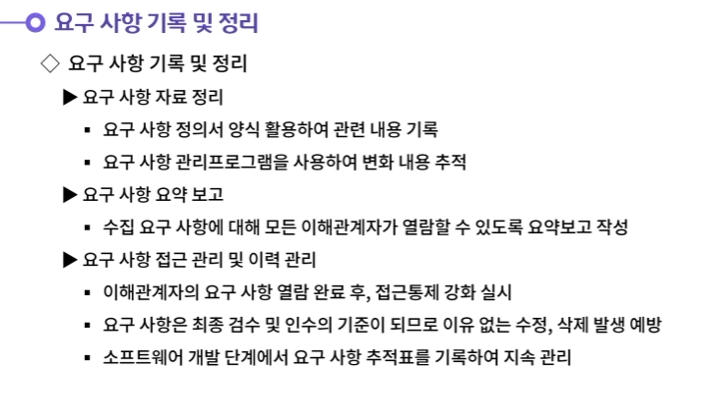 요구 사항 기록 및 정리
◇ 요구 사항 기록 및 정리
▶ 요구 사항 자료 정리
▪ 요구 사항 정의서 양식 활용하여 관련 내용 기록
▪ 요구 사항 관리프로그램을 사용하여 변화 내용 추적
▶ 요구 사항 요약 보고
▪ 수집 요구 사항에 대해 모든 이해관계자가 열람할 수 있도록 요약보고 작성
▶ 요구 사항 접근 관리 및 이력 관리
▪ 이해관계자의 요구 사항 열람 완료 후, 접근통제 강화 실시
▪ 요구 사항은 최종 검수 및 인수의 기준이 되므로 이유 없는 수정, 삭제 발생 예방
▪ 소프트웨어 개발 단계에서 요구 사항 추적표를 기록하여 지속 관리